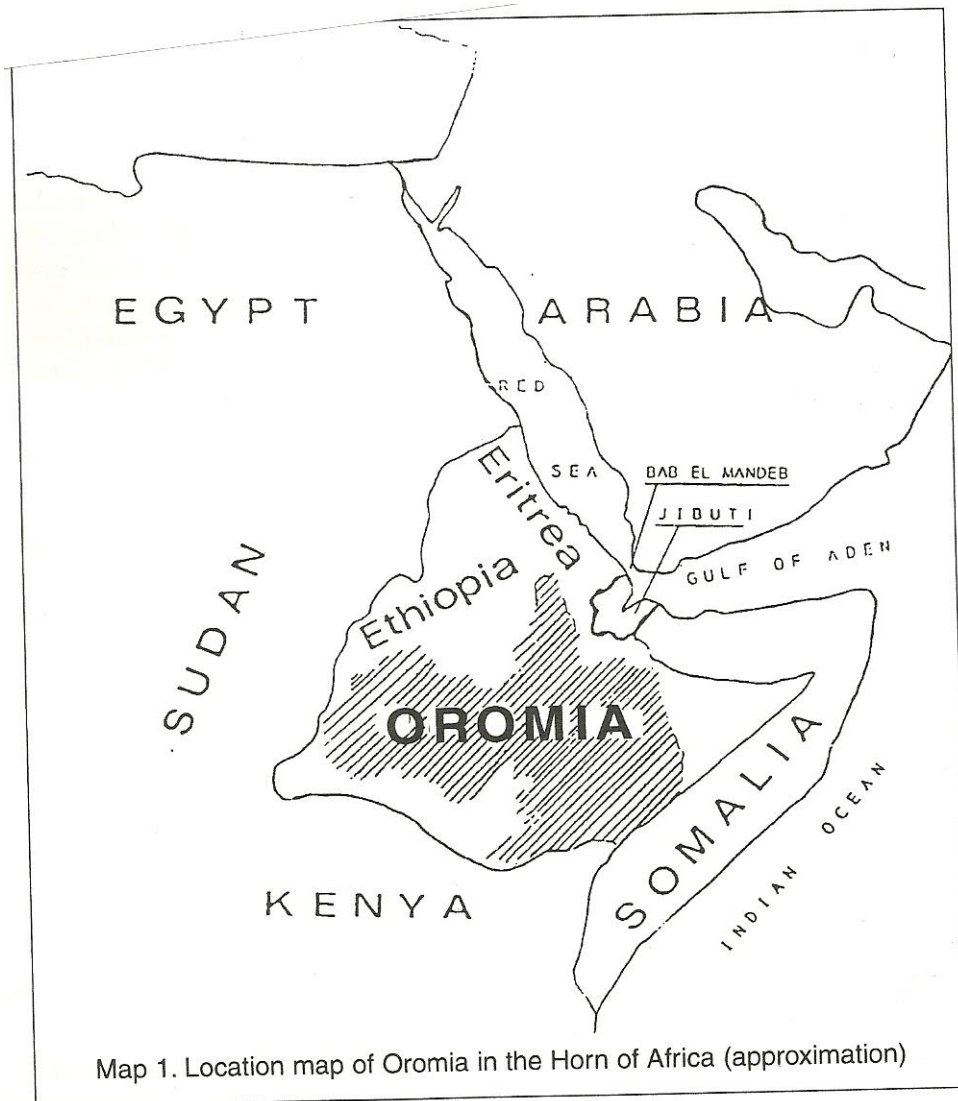 EGYPT
ARABIA
RED
SEA
BAB EL MANDEB
JIBUTI
GULF OF ADEN
Eritrea
Ethiopia
SUDAN
OROMIA
SOMALIA
INDIAN OCEAN
KENYA
Map 1. Location map of Oromia in the Horn of Africa (approximation)